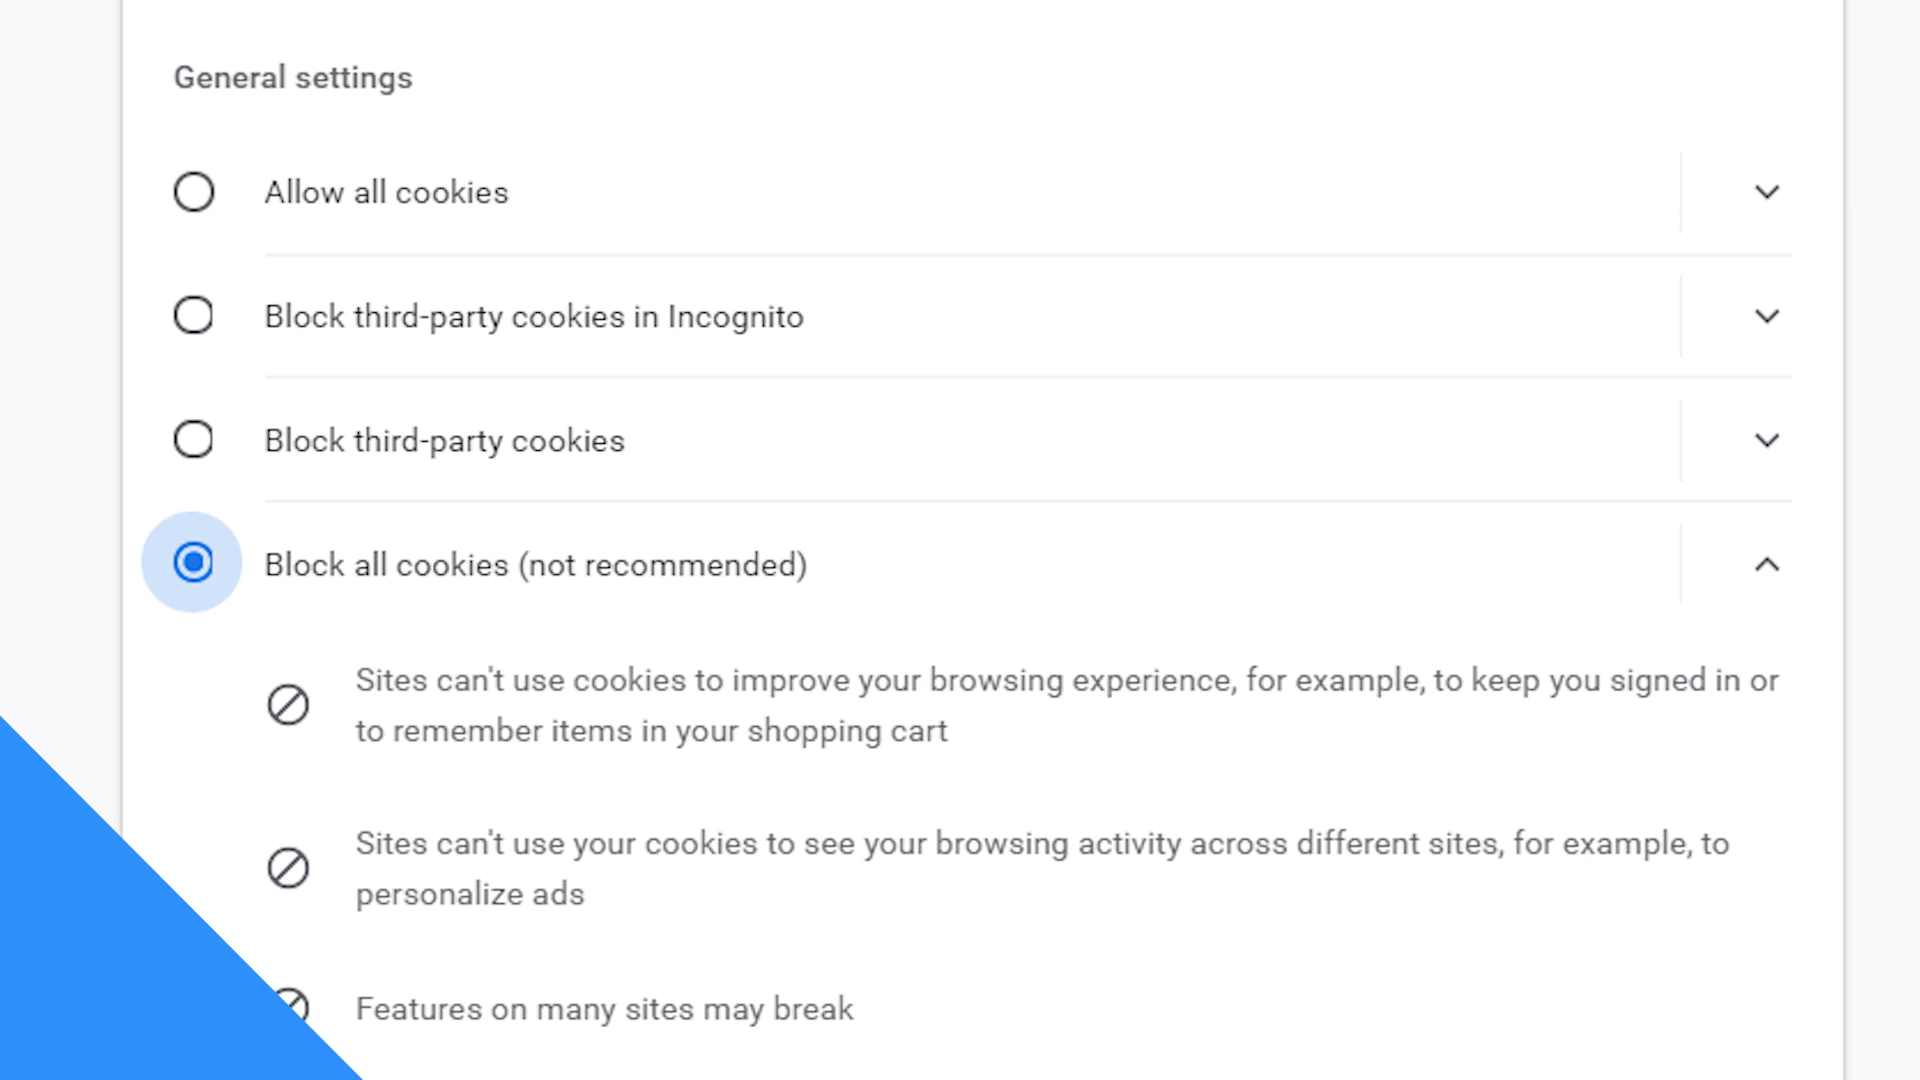 General settings
Allow all cookies
Block third-party cookies in Incognito
Block third-party cookies
Block all cookies (not recommended)
Sites can't use cookies to improve your browsing experience, for example, to keep you signed in or
to remember items in your shopping cart
Sites can't use your cookies to see your browsing activity across different sites, for example, to
personalize ads
Features on many sites may break